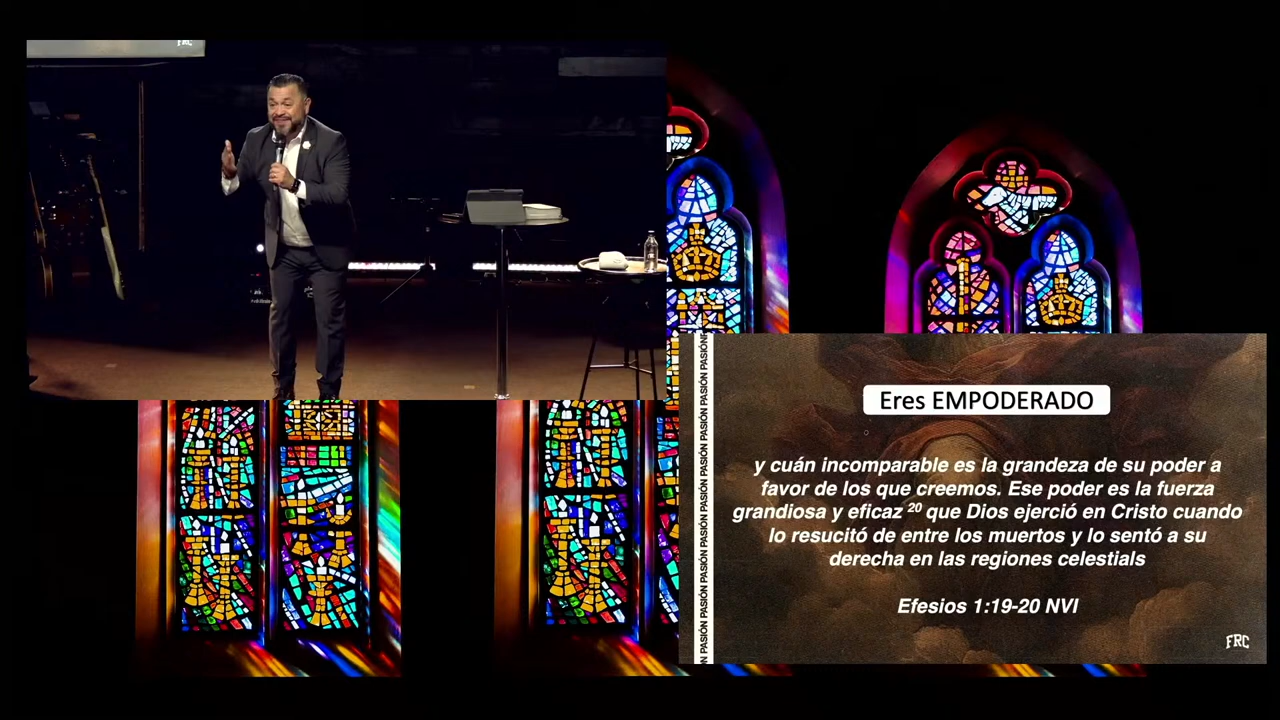 FRC
PASIÓN PASIÓN PASIÓN PASIÓN PASIÓN PASIÓN PASIÓN
Eres EMPODERADO
y cuán incomparable es la grandeza de su poder a
favor de los que creemos. Ese poder es la fuerza
grandiosa y eficaz 20 que Dios ejerció en Cristo cuando
lo resucitó de entre los muertos y lo sentó a su
derecha en las regiones celestials
Efesios 1:19-20 NVI
FRC